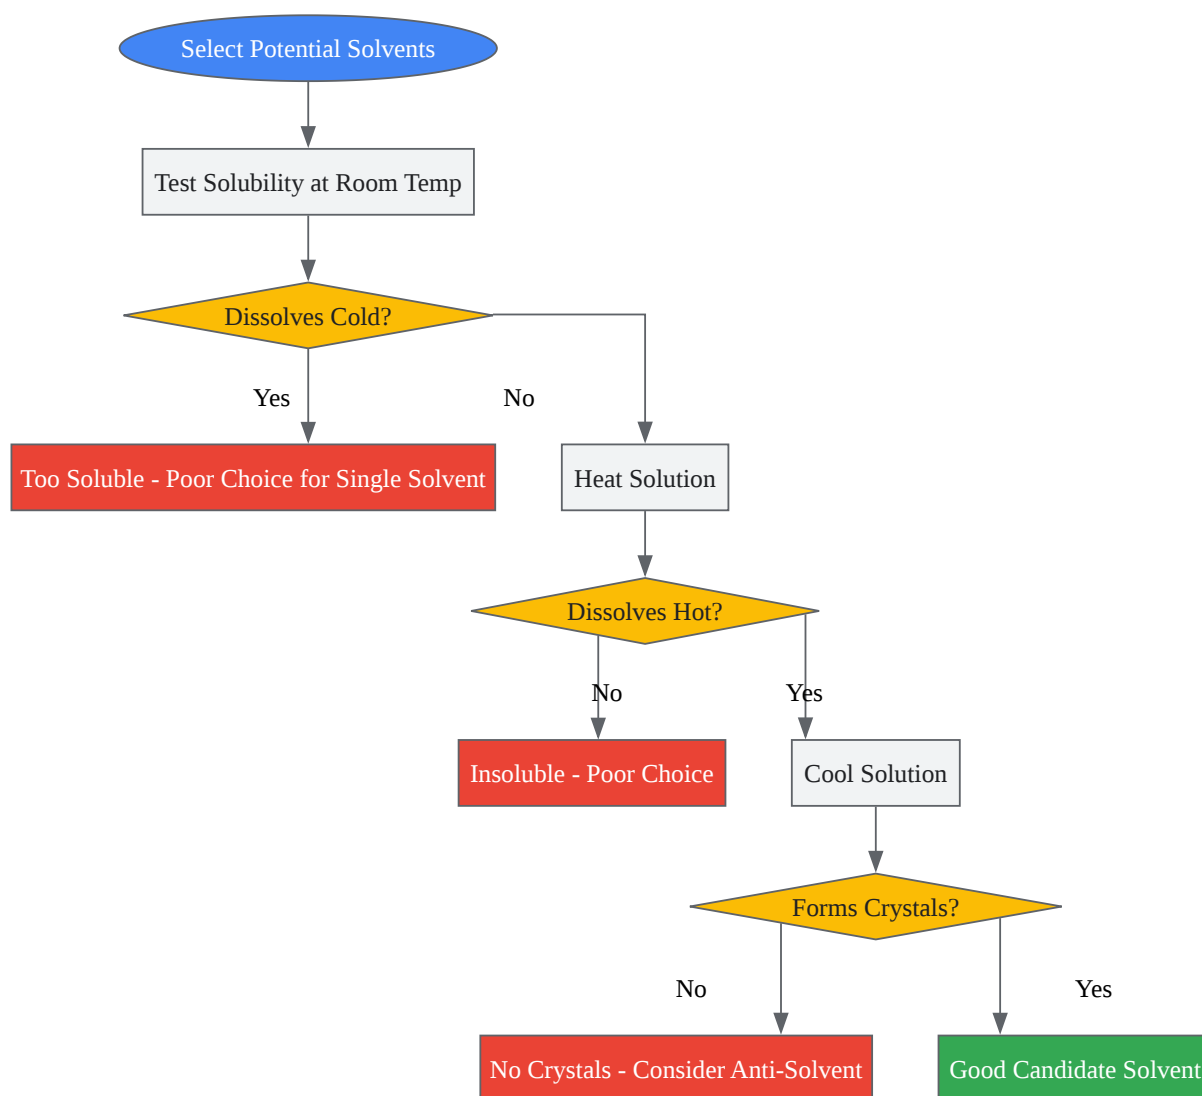 Select Potential Solvents
Test Solubility at Room Temp
Dissolves Cold?
Yes
No
Too Soluble - Poor Choice for Single Solvent
Heat Solution
Dissolves Hot?
No
Yes
Insoluble - Poor Choice
Cool Solution
Forms Crystals?
No
Yes
No Crystals - Consider Anti-Solvent
Good Candidate Solvent